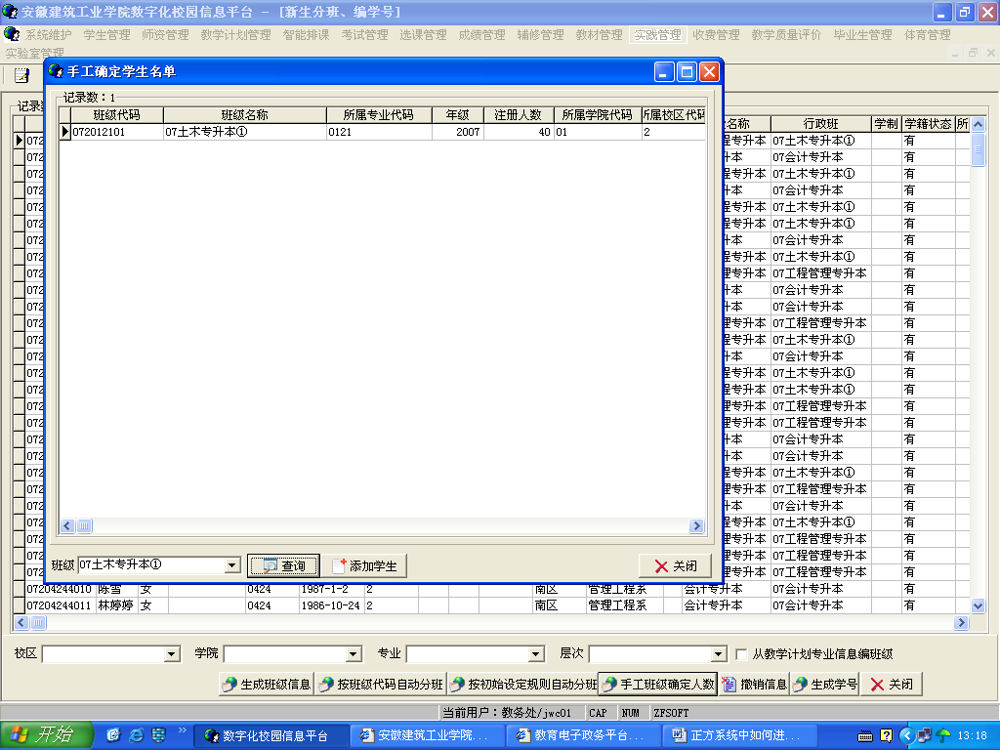 安徽建筑工业学院数字化校园信息平台 - [新生分班、编学号]
系统维护 学生管理 师资管理 教学计划管理 智能排课 考试管理 选课管理 成绩管理 辅修管理 教材管理 实践管理 收费管理 教学质量评价 毕业生管理 体育管理
实验室管理
手工确定学生名单
记录数：1
班级代码 班级名称 所属专业代码 年级 注册人数 所属学院代码 所属校区代码
072012101 07土木专升本① 0121 2007 40 01 2
班级 07土木专升本① 查询 添加学生 关闭
记录
名称 行政班 学制 学籍状态 所
072 程专升本 07土木专升本① 有
072 升本 07会计专升本 有
072 程专升本 07土木专升本① 有
072 升本 07会计专升本 有
072 程专升本 07土木专升本① 有
072 程专升本 07土木专升本① 有
072 升本 07会计专升本 有
072 程专升本 07土木专升本① 有
072 理专升本 07工程管理专升本 有
072 升本 07会计专升本 有
072 升本 07会计专升本 有
072 理专升本 07工程管理专升本 有
072 程专升本 07土木专升本① 有
072 升本 07会计专升本 有
072 程专升本 07土木专升本① 有
072 程专升本 07土木专升本① 有
072 理专升本 07工程管理专升本 有
072 理专升本 07工程管理专升本 有
072 升本 07会计专升本 有
072 升本 07会计专升本 有
072 程专升本 07土木专升本① 有
072 理专升本 07工程管理专升本 有
072 升本 07会计专升本 有
072 程专升本 07土木专升本① 有
072 理专升本 07工程管理专升本 有
072 理专升本 07工程管理专升本 有
072 理专升本 07工程管理专升本 有
07204244010 陈雪 女 0424 1987-1-2 2 南区 管理工程系 会计专升本 07会计专升本 有
07204244011 林婷婷 女 0424 1986-10-24 2 南区 管理工程系 会计专升本 07会计专升本 有
校区 学院 专业 层次 从教学计划专业信息编班级
生成班级信息 按班级代码自动分班 按初始设定规则自动分班 手工班级确定人数 撤销信息 生成学号 关闭
当前用户：教务处/jwc01 CAP NUM ZFSOFT
开始 数字化校园信息平台 安徽建筑工业学院... 教育电子政务平台... 正方系统中如何进... 13:18